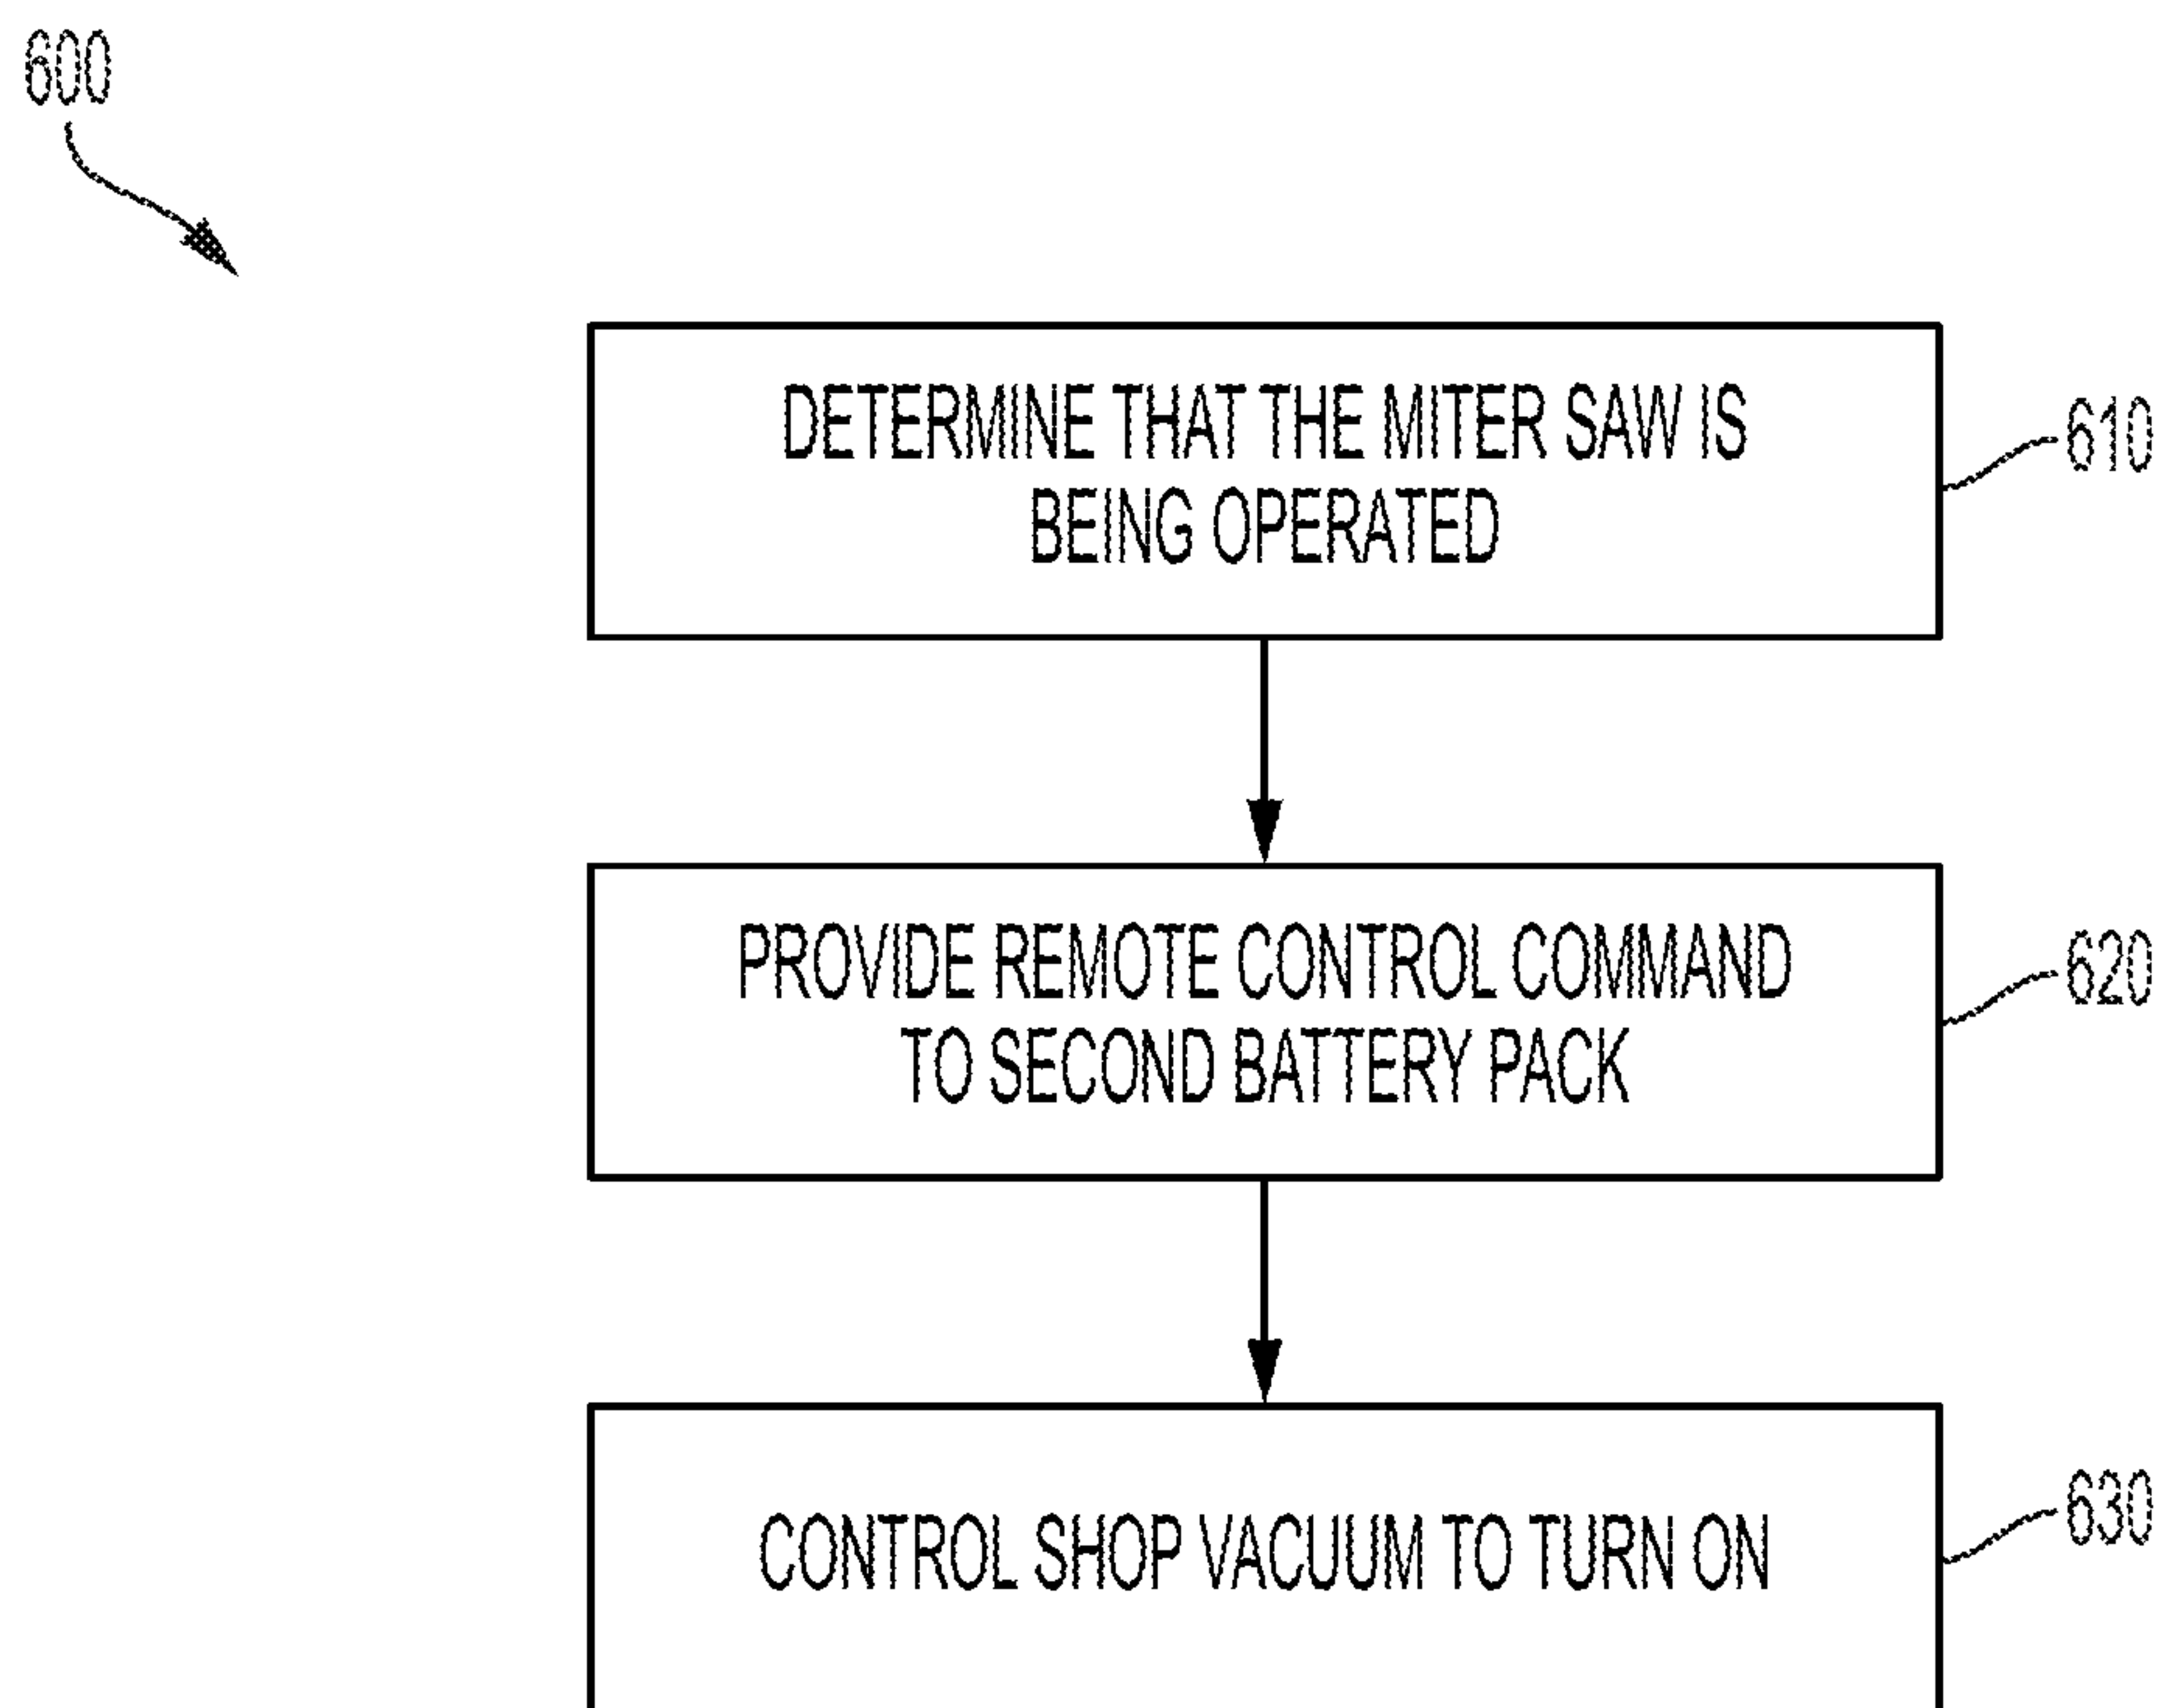 600
DETERMINE THAT THE MITER SAW IS
BEING OPERATED
610
PROVIDE REMOTE CONTROL COMMAND
TO SECOND BATTERY PACK
620
CONTROL SHOP VACUUM TO TURN ON
630